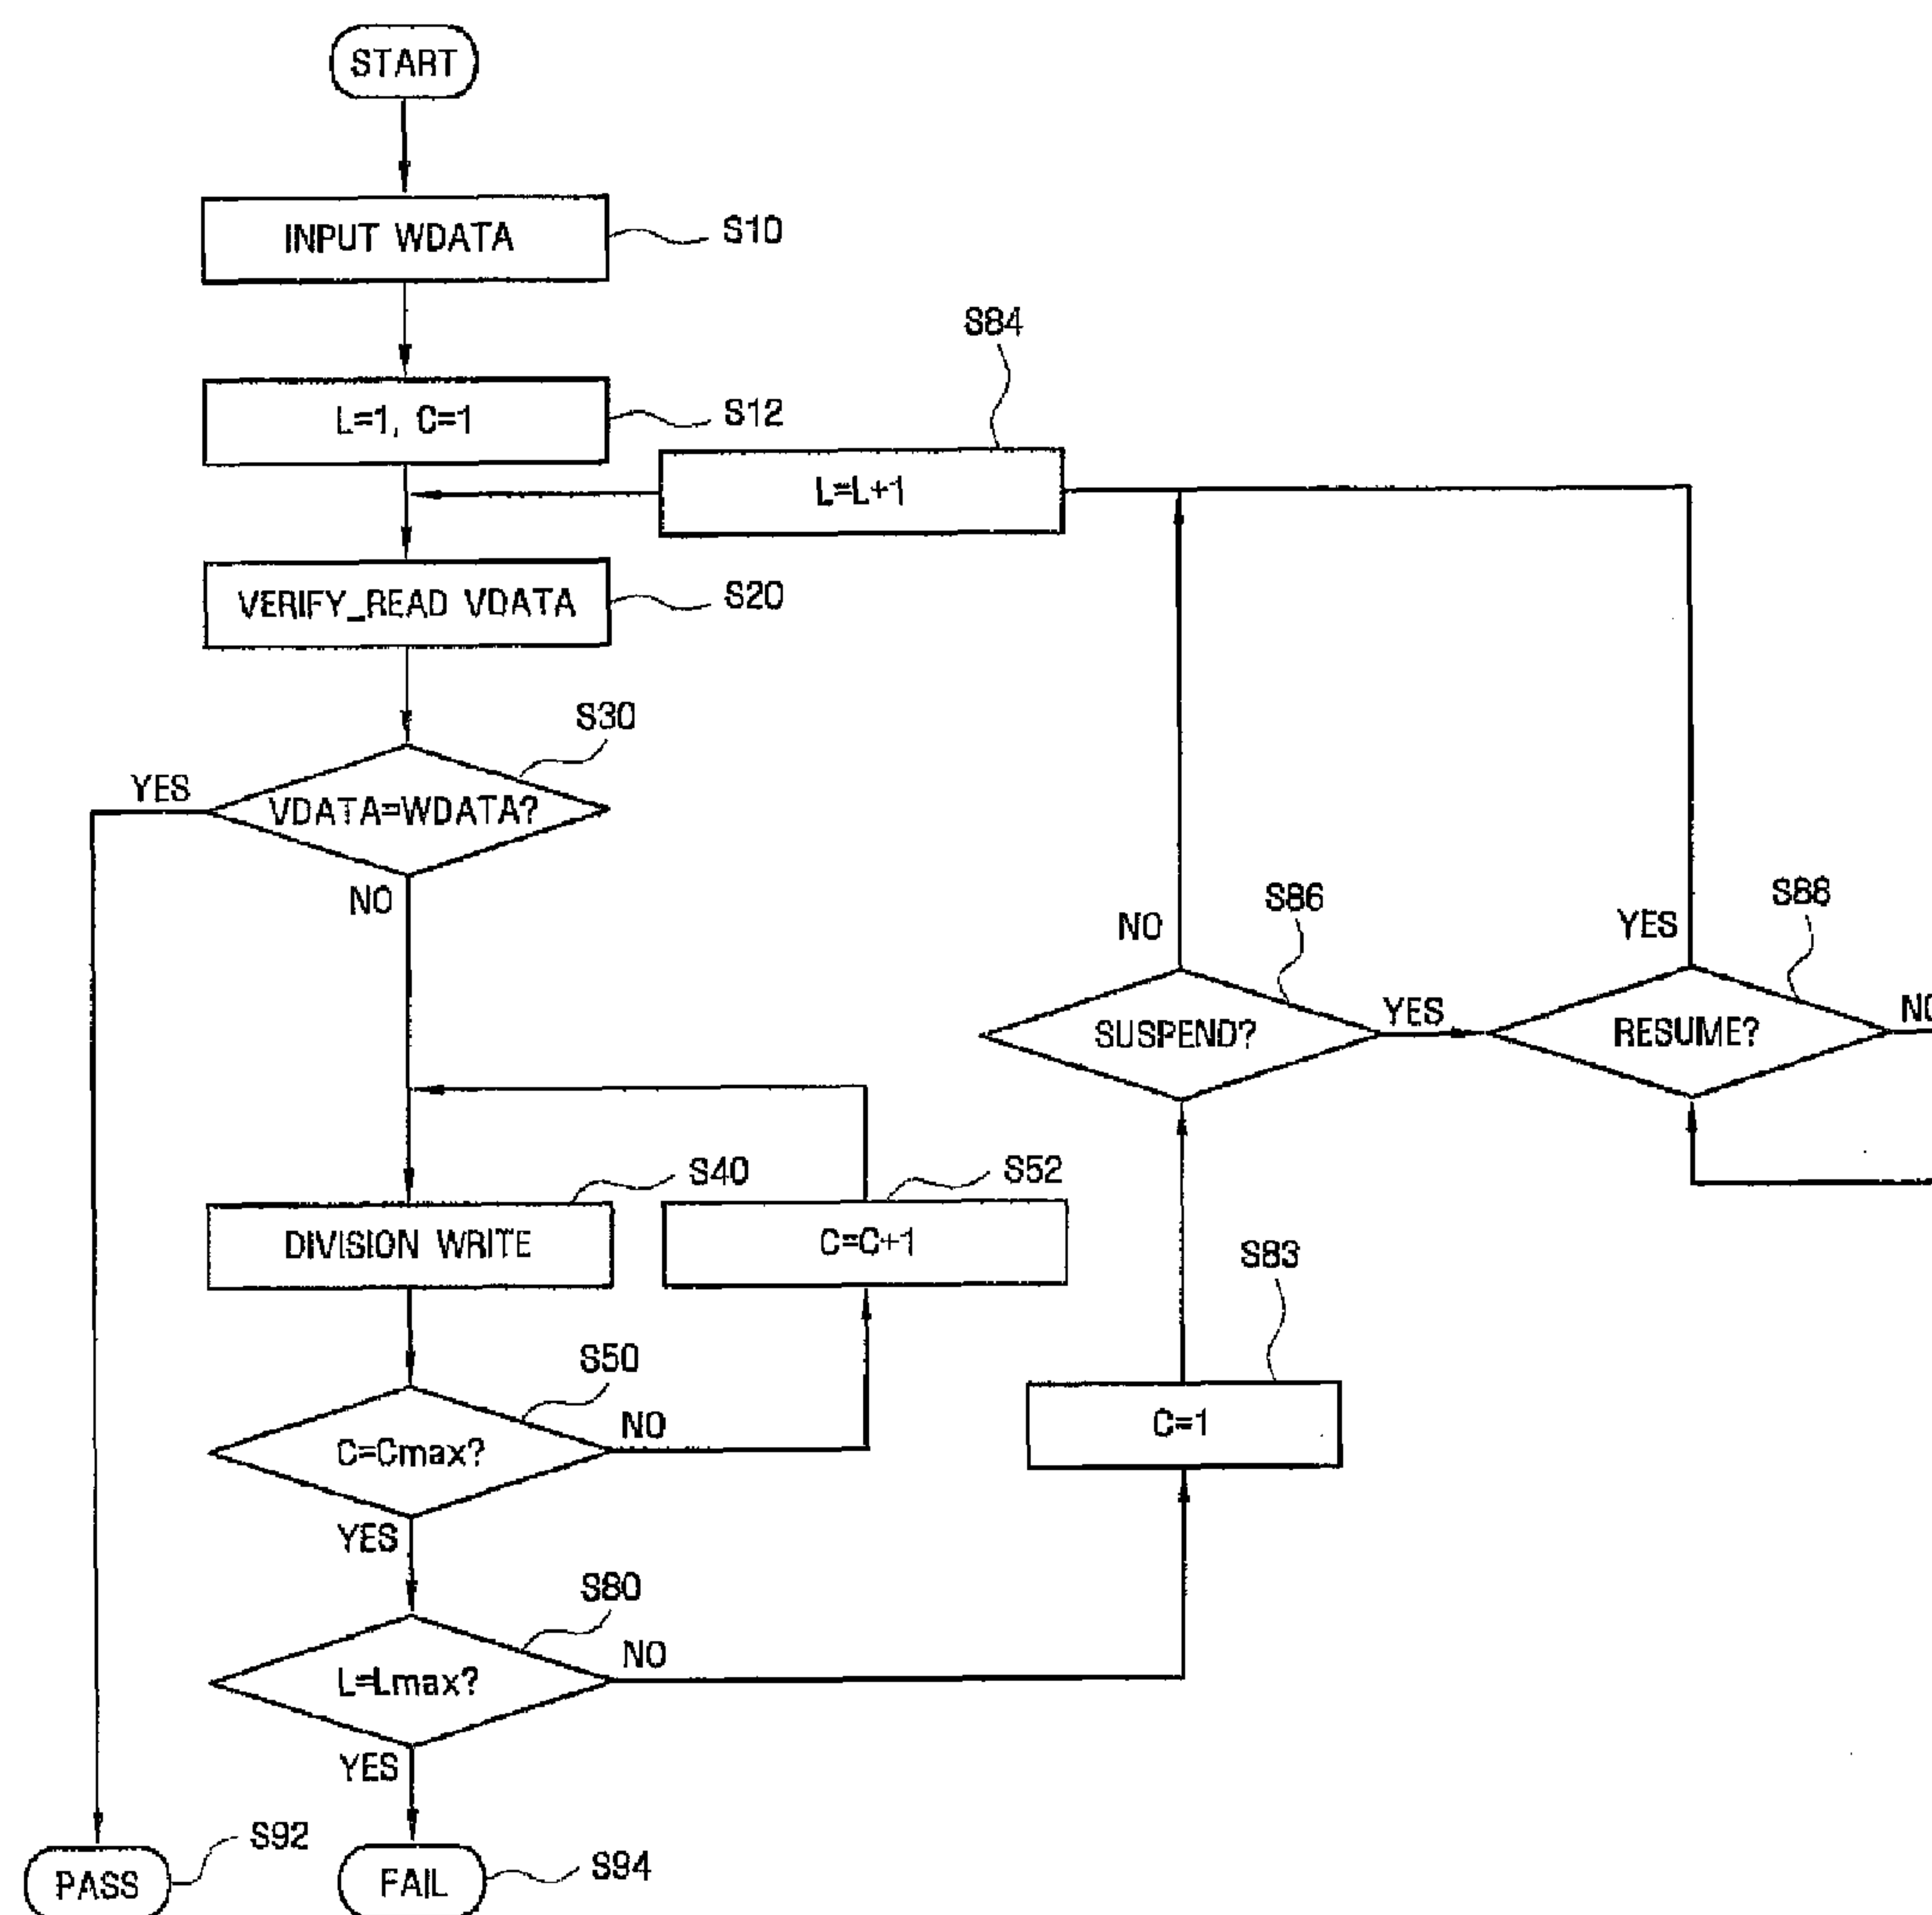 START
INPUT WDATA
S10
S84
L=1, C=1
S12
L=L+1
VERIFY_READ VDATA
S20
S30
YES
VDATA=WDATA?
NO
S86
S88
NO
YES
SUSPEND?
YES
RESUME?
NO
S40
S52
DIVISION WRITE
C=C+1
S83
S50
C=Cmax?
NO
C=1
YES
S80
L=Lmax?
NO
YES
PASS
S92
FAIL
S94